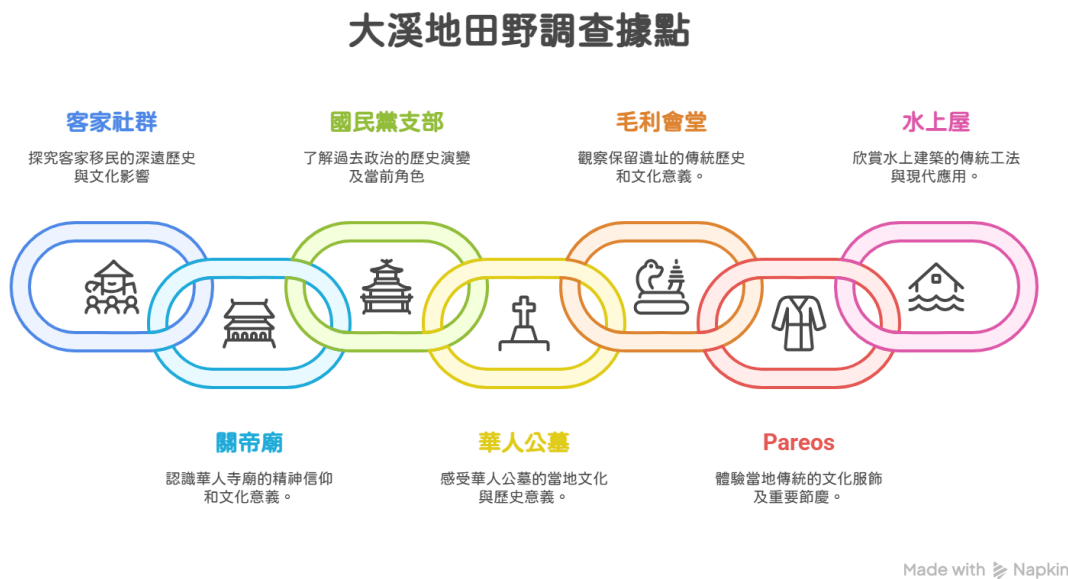 大溪地田野調查據點
客家社群
探究客家移民的深遠歷史
與文化影響
國民黨支部
了解過去政治的歷史演變
及當前角色
毛利會堂
觀察保留遺址的傳統歷史
和文化意義。
水上屋
欣賞水上建築的傳統工法
與現代應用。
關帝廟
認識華人寺廟的精神信仰
和文化意義。
華人公墓
感受華人公墓的當地文化
與歷史意義。
Pareos
體驗當地傳統的文化服飾
及重要節慶。
Made with Napkin